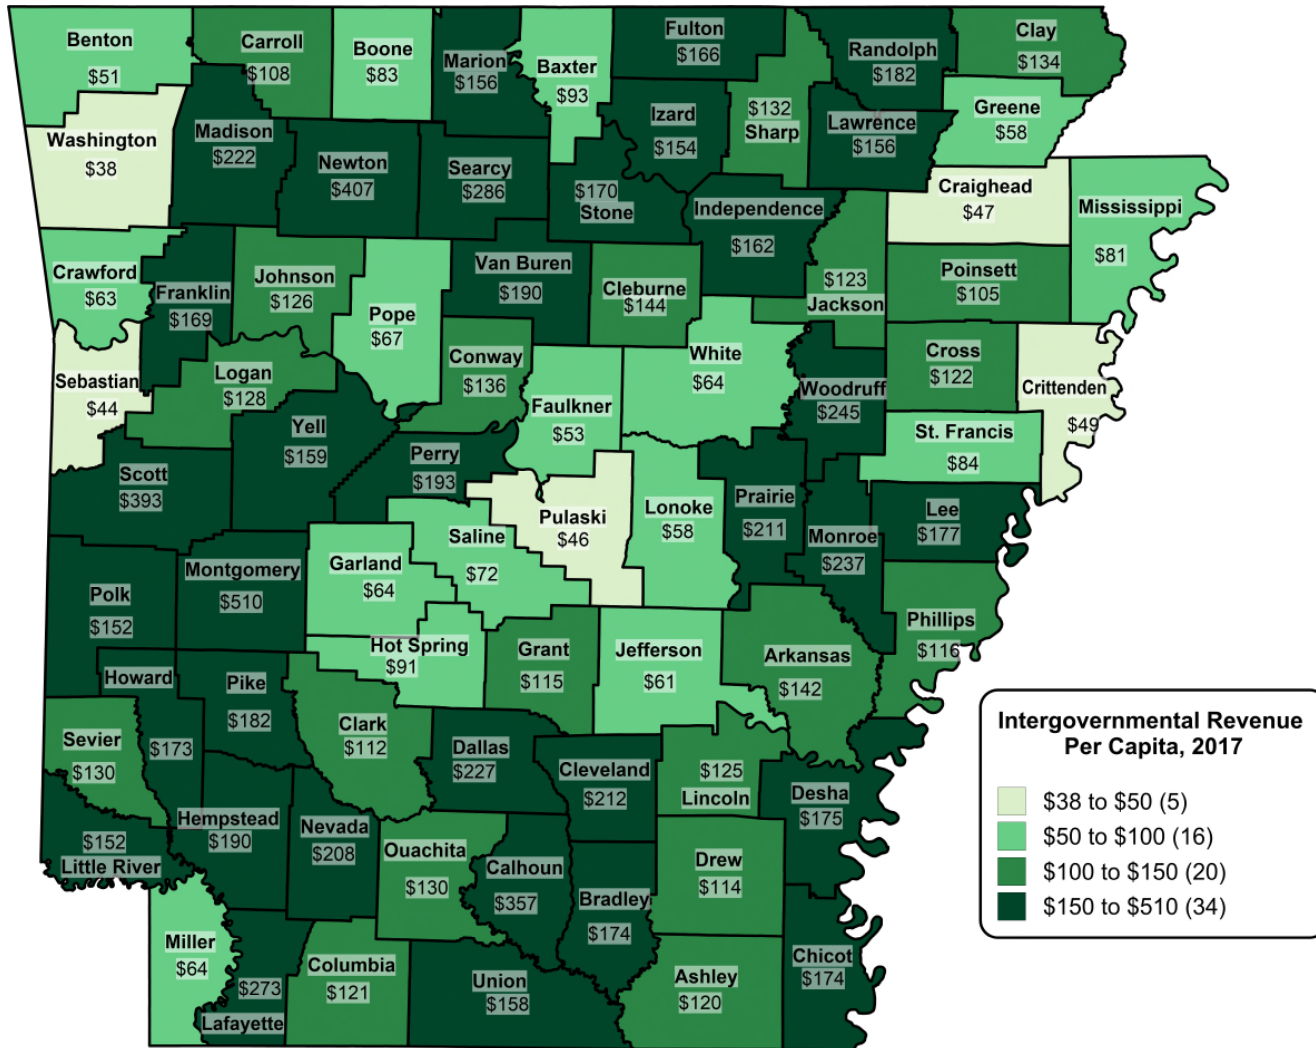 Benton
$51
Carroll
$108
Boone
$83
Marion
$156
Baxter
$93
Fulton
$166
Randolph
$182
Clay
$134
Washington
$38
Madison
$222
Newton
$407
Searcy
$286
$170
Stone
Izard
$154
$132
Sharp
Lawrence
$156
Greene
$58
Craighead
$47
Mississippi
$81
Independence
$162
Crawford
$63
Franklin
$169
Johnson
$126
Pope
$67
Van Buren
$190
Cleburne
$144
$123
Jackson
Poinsett
$105
Sebastian
$44
Logan
$128
Conway
$136
Faulkner
$53
White
$64
Woodruff
$245
Cross
$122
Crittenden
$49
St. Francis
$84
Scott
$393
Yell
$159
Perry
$193
Pulaski
$46
Lonoke
$58
Prairie
$211
Monroe
$237
Lee
$177
Saline
$72
Garland
$64
Montgomery
$510
Polk
$152
Hot Spring
$91
Grant
$115
Jefferson
$61
Arkansas
$142
Phillips
$116
Howard
$173
Pike
$182
Clark
$112
Dallas
$227
Cleveland
$212
$125
Lincoln
Desha
$175
Sevier
$130
$152
Little River
Hempstead
$190
Nevada
$208
Ouachita
$130
Calhoun
$357
Bradley
$174
Drew
$114
Chicot
$174
Miller
$64
$273
Lafayette
Columbia
$121
Union
$158
Ashley
$120
Intergovernmental Revenue
Per Capita, 2017
$38 to $50 (5)
$50 to $100 (16)
$100 to $150 (20)
$150 to $510 (34)